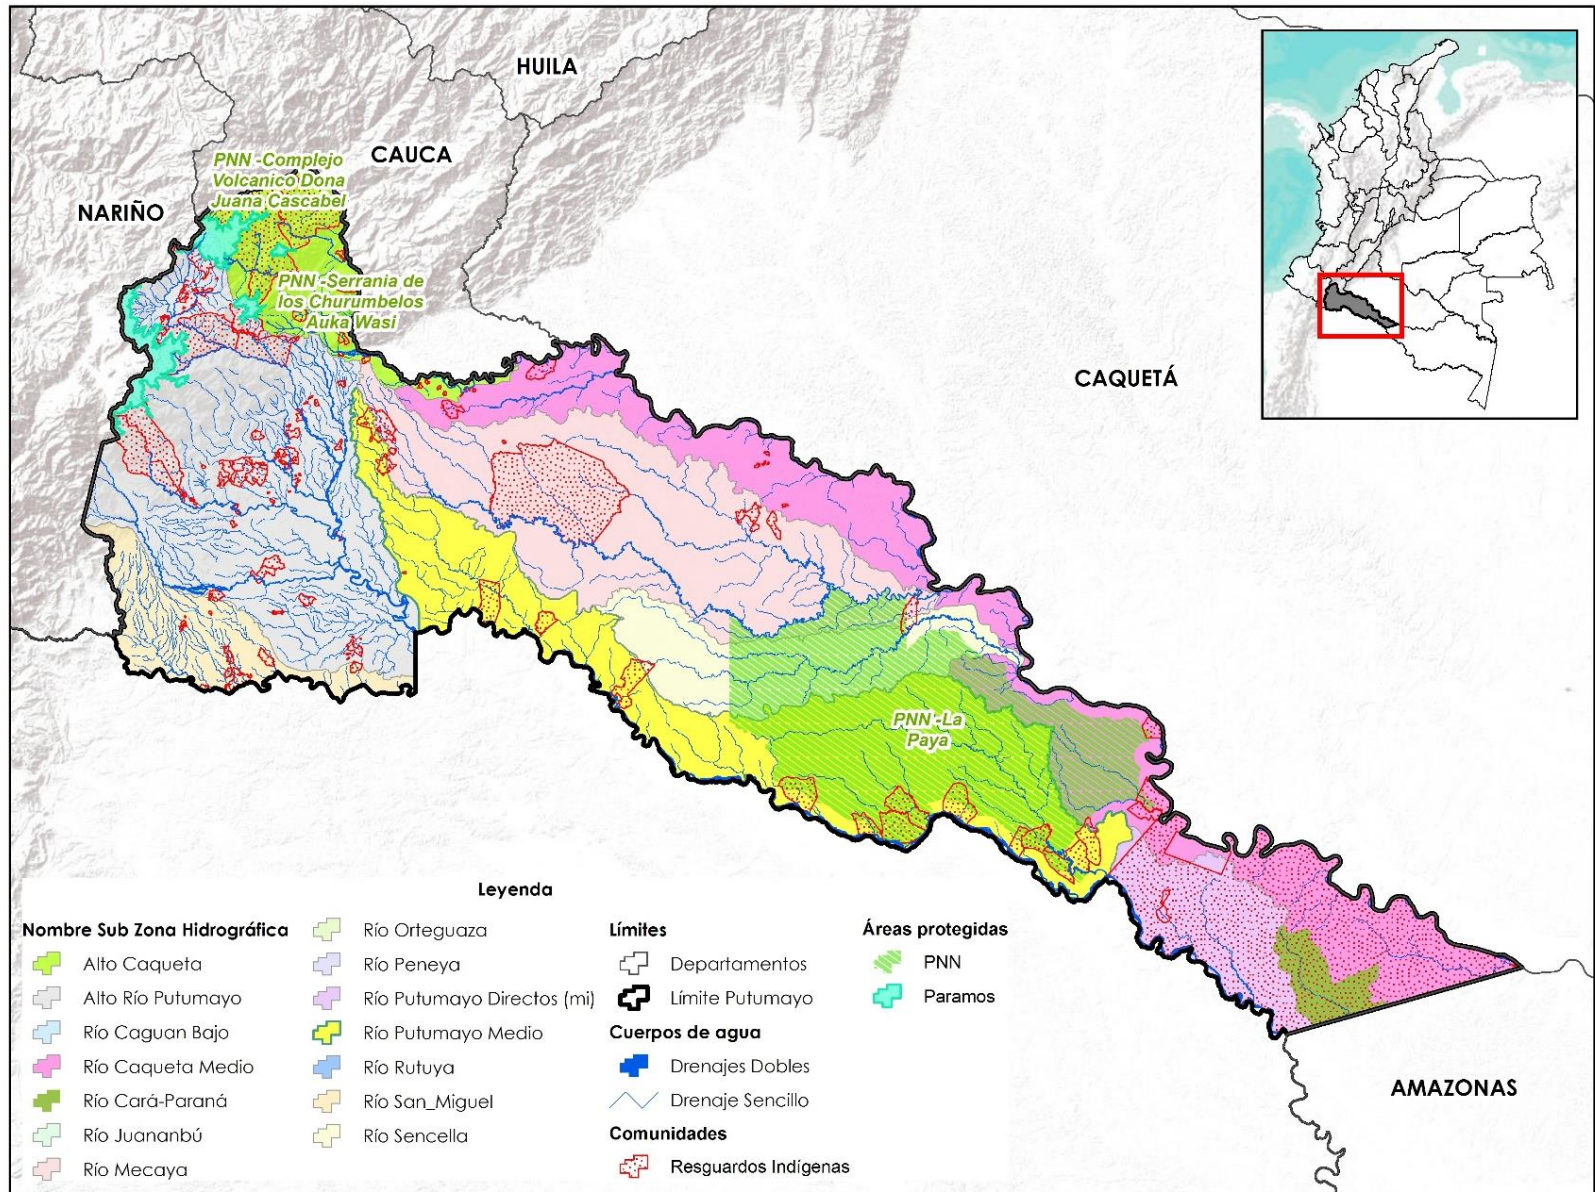 HUILA
CAUCA
PNN -Complejo
Volcanico Dona
Juana Cascabel
NARIÑO
PNN -Serrania de
los Churumbelos
Auka Wasi
CAQUETÁ
PNN -La
Paya
AMAZONAS
Leyenda
Nombre Sub Zona Hidrográfica
Alto Caqueta
Alto Río Putumayo
Río Caguan Bajo
Río Caqueta Medio
Río Cará-Paraná
Río Juananbú
Río Mecaya
Río Orteguaza
Río Peneya
Río Putumayo Directos (mi)
Río Putumayo Medio
Río Rutuya
Río San_Miguel
Río Sencella
Límites
Departamentos
Límite Putumayo
Cuerpos de agua
Drenajes Dobles
Drenaje Sencillo
Comunidades
Resguardos Indígenas
Áreas protegidas
PNN
Paramos